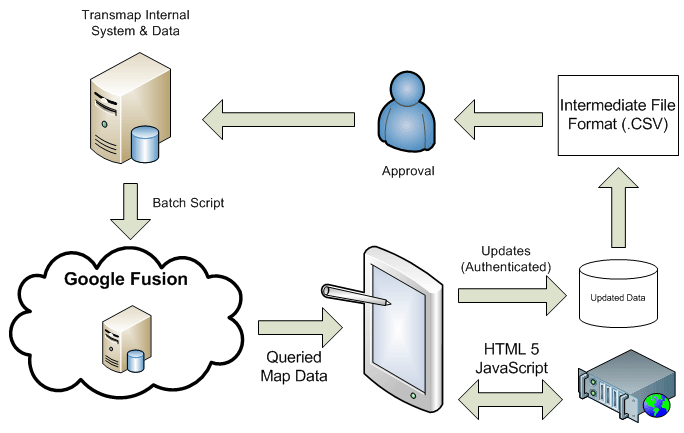 Transmap Internal
System & Data
Intermediate File
Format (.CSV)
Approval
Batch Script
Google Fusion
Updates
(Authenticated)
Updated Data
Queried
Map Data
HTML 5
JavaScript